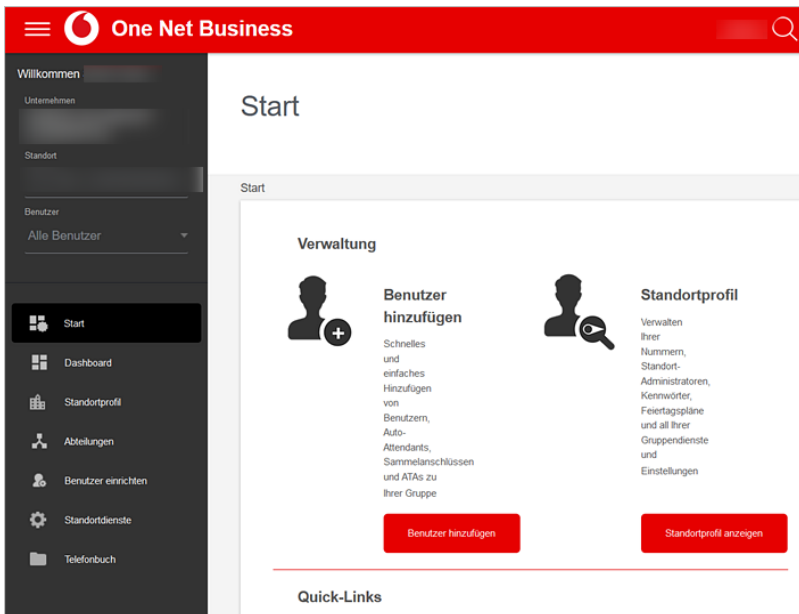 One Net Business
Willkommen
Unternehmen
Standort
Benutzer
Alle Benutzer
Start
Dashboard
Standortprofil
Abteilungen
Benutzer einrichten
Standortdienste
Telefonbuch
Start
Start
Verwaltung
Benutzer
hinzufügen
Schnelles
und
einfaches
Hinzufügen
von
Benutzern,
Auto-
Attendants,
Sammelanschlüssen
und ATAs zu
Ihrer Gruppe
Benutzer hinzufügen
Standortprofil
Verwalten
Ihrer
Nummern,
Standort-
Administratoren,
Kennwörter,
Feiertagspläne
und all Ihrer
Gruppendienste
und
Einstellungen
Standortprofil anzeigen
Quick-Links